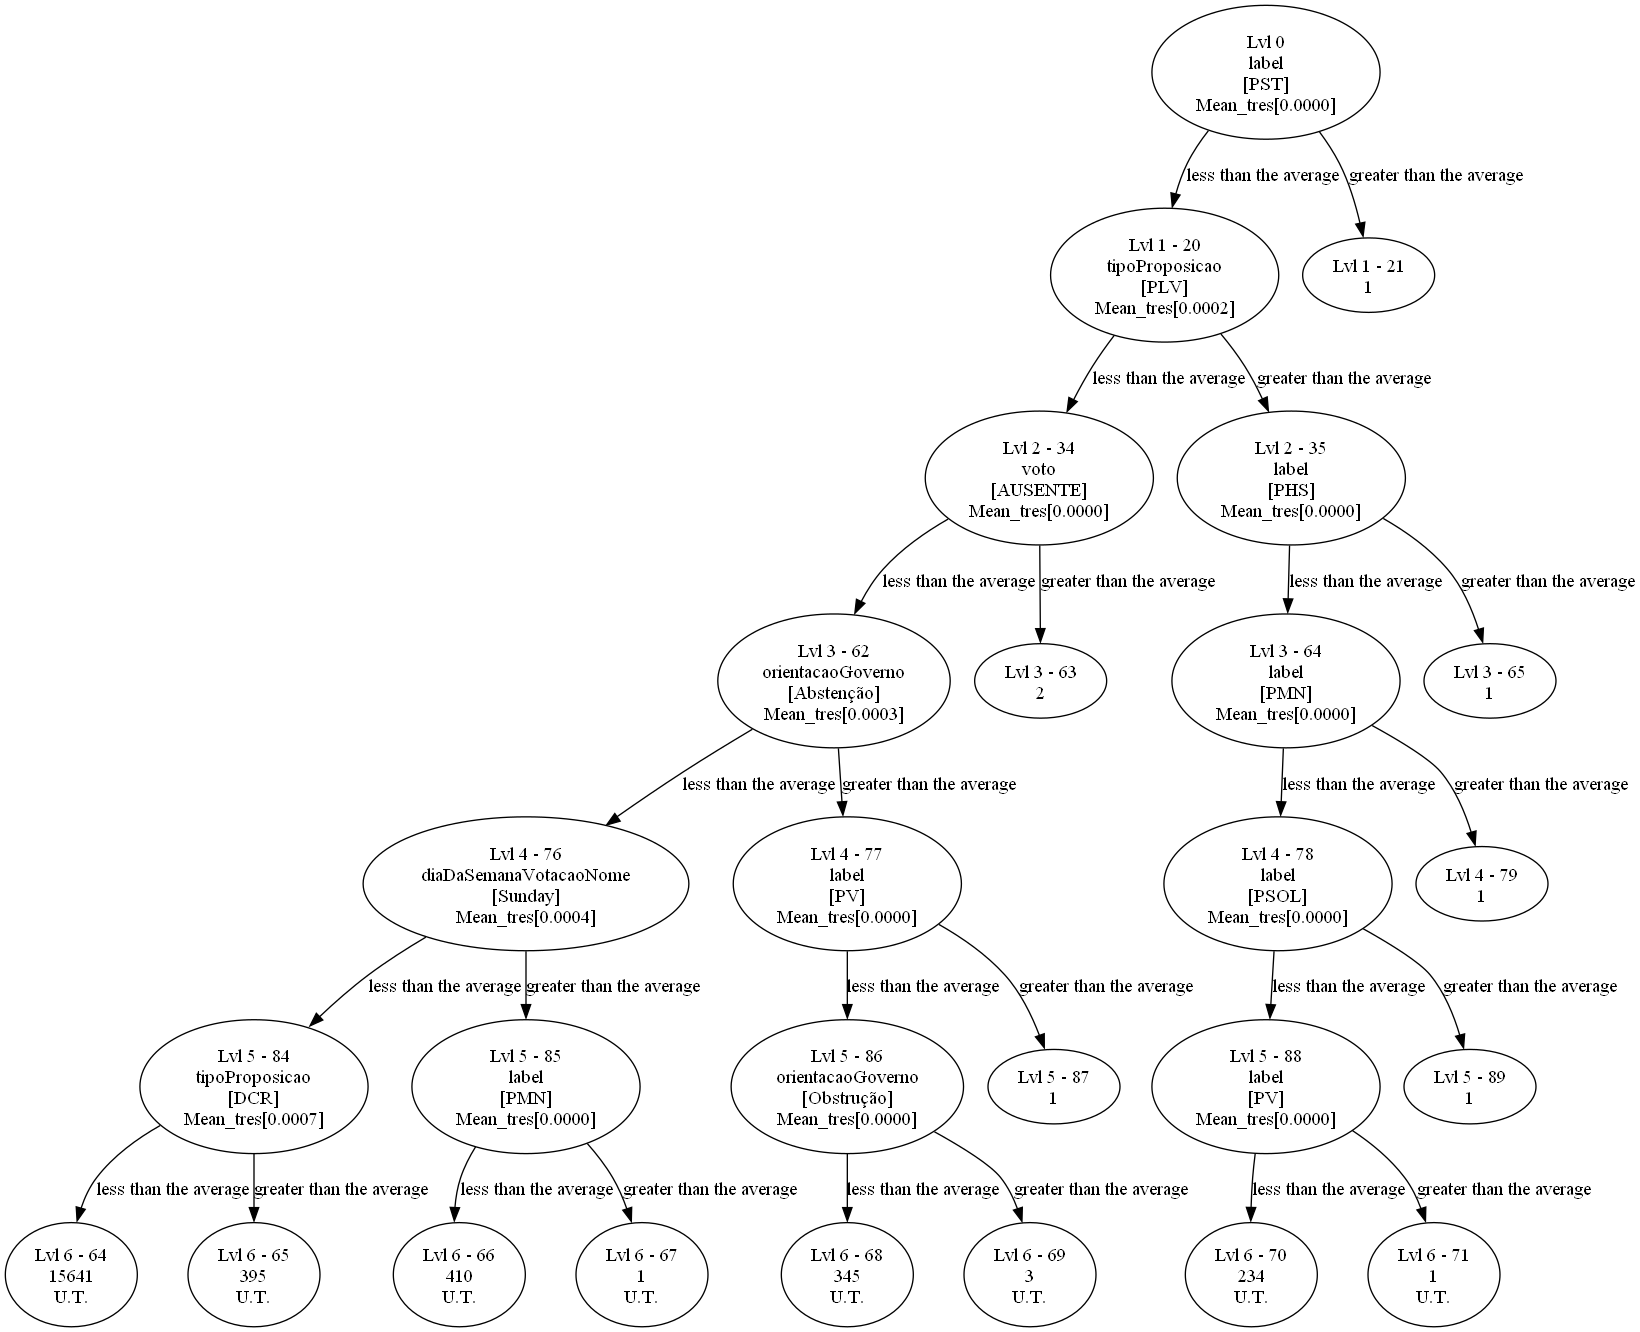 Lvl 0
label
[PST]
Mean_tres[0.0000]
less than the average
greater than the average
Lvl 1 - 20
tipoProposicao
[PLV]
Mean_tres[0.0002]
Lvl 1 - 21
1
less than the average
greater than the average
Lvl 2 - 34
voto
[AUSENTE]
Mean_tres[0.0000]
Lvl 2 - 35
label
[PHS]
Mean_tres[0.0000]
less than the average
greater than the average
less than the average
greater than the average
Lvl 3 - 62
orientacaoGoverno
[Abstenção]
Mean_tres[0.0003]
Lvl 3 - 63
2
Lvl 3 - 64
label
[PMN]
Mean_tres[0.0000]
Lvl 3 - 65
1
less than the average
greater than the average
less than the average
greater than the average
Lvl 4 - 76
diaDaSemanaVotacaoNome
[Sunday]
Mean_tres[0.0004]
Lvl 4 - 77
label
[PV]
Mean_tres[0.0000]
Lvl 4 - 78
label
[PSOL]
Mean_tres[0.0000]
Lvl 4 - 79
1
less than the average
greater than the average
less than the average
greater than the average
less than the average
greater than the average
Lvl 5 - 84
tipoProposicao
[DCR]
Mean_tres[0.0007]
Lvl 5 - 85
label
[PMN]
Mean_tres[0.0000]
Lvl 5 - 86
orientacaoGoverno
[Obstrução]
Mean_tres[0.0000]
Lvl 5 - 87
1
Lvl 5 - 88
label
[PV]
Mean_tres[0.0000]
Lvl 5 - 89
1
less than the average
greater than the average
less than the average
greater than the average
less than the average
greater than the average
less than the average
greater than the average
Lvl 6 - 64
15641
U.T.
Lvl 6 - 65
395
U.T.
Lvl 6 - 66
410
U.T.
Lvl 6 - 67
1
U.T.
Lvl 6 - 68
345
U.T.
Lvl 6 - 69
3
U.T.
Lvl 6 - 70
234
U.T.
Lvl 6 - 71
1
U.T.